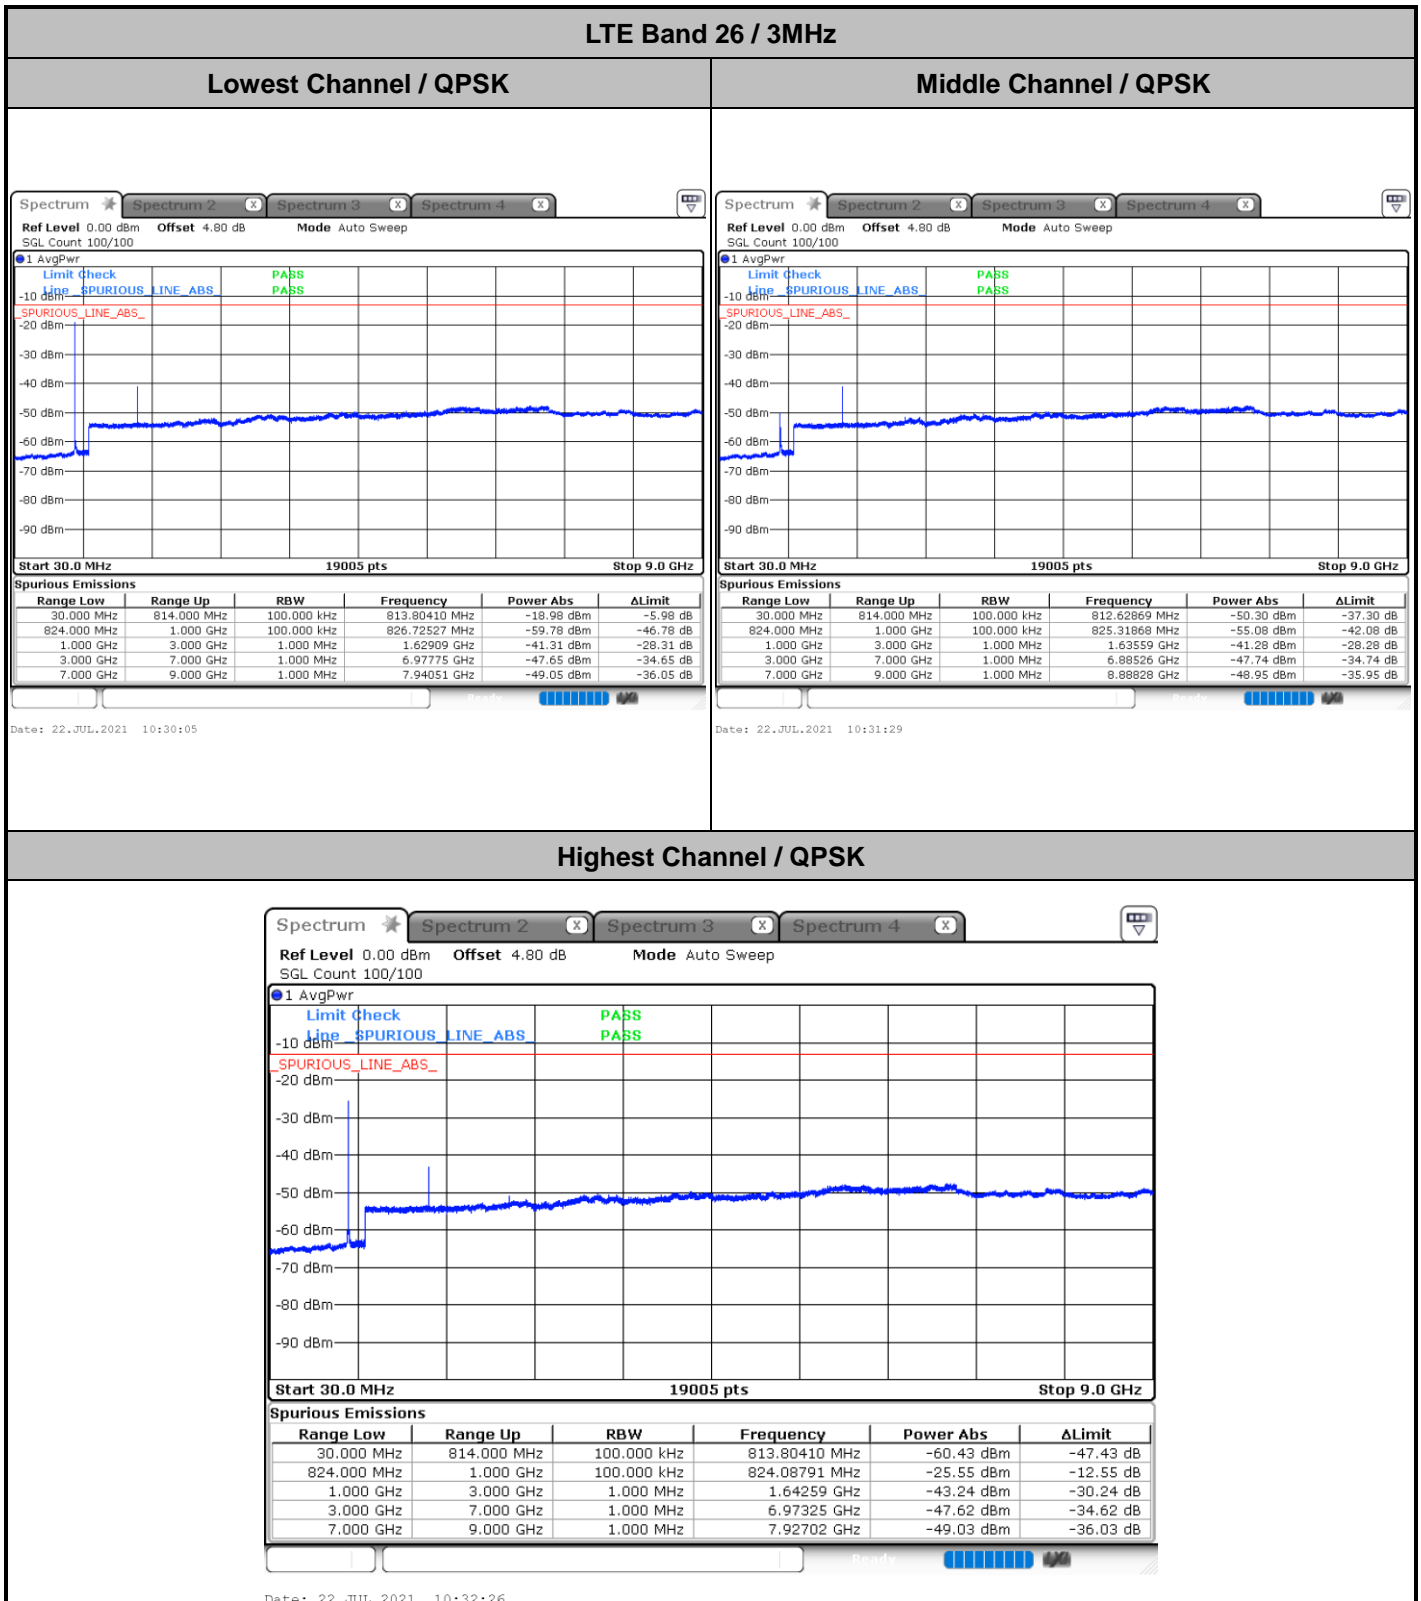 LTE Band 26 / 3MHz
Lowest Channel / QPSK
Middle Channel / QPSK
Spectrum Spectrum 2 X Spectrum 3 X Spectrum 4 X
Ref Level 0.00 dBm Offset 4.80 dB Mode Auto Sweep
SGL Count 100/100
1 AvgPwr
Limit Check PASS
Line _SPURIOUS_LINE_ABS_ PASS
-10 dBm
_SPURIOUS_LINE_ABS_
-20 dBm
-30 dBm
-40 dBm
-50 dBm
-60 dBm
-70 dBm
-80 dBm
-90 dBm
Start 30.0 MHz 19005 pts Stop 9.0 GHz
Spurious Emissions
Range Low Range Up RBW Frequency Power Abs ΔLimit
30.000 MHz 814.000 MHz 100.000 kHz 813.80410 MHz -18.98 dBm -5.98 dB
824.000 MHz 1.000 GHz 100.000 kHz 826.72527 MHz -59.78 dBm -46.78 dB
1.000 GHz 3.000 GHz 1.000 MHz 1.62909 GHz -41.31 dBm -28.31 dB
3.000 GHz 7.000 GHz 1.000 MHz 6.97775 GHz -47.65 dBm -34.65 dB
7.000 GHz 9.000 GHz 1.000 MHz 7.94051 GHz -49.05 dBm -36.05 dB
Ready
Date: 22.JUL.2021 10:30:05
Spectrum Spectrum 2 X Spectrum 3 X Spectrum 4 X
Ref Level 0.00 dBm Offset 4.80 dB Mode Auto Sweep
SGL Count 100/100
1 AvgPwr
Limit Check PASS
Line _SPURIOUS_LINE_ABS_ PASS
-10 dBm
_SPURIOUS_LINE_ABS_
-20 dBm
-30 dBm
-40 dBm
-50 dBm
-60 dBm
-70 dBm
-80 dBm
-90 dBm
Start 30.0 MHz 19005 pts Stop 9.0 GHz
Spurious Emissions
Range Low Range Up RBW Frequency Power Abs ΔLimit
30.000 MHz 814.000 MHz 100.000 kHz 812.62869 MHz -50.30 dBm -37.30 dB
824.000 MHz 1.000 GHz 100.000 kHz 825.31868 MHz -55.08 dBm -42.08 dB
1.000 GHz 3.000 GHz 1.000 MHz 1.63559 GHz -41.28 dBm -28.28 dB
3.000 GHz 7.000 GHz 1.000 MHz 6.88526 GHz -47.74 dBm -34.74 dB
7.000 GHz 9.000 GHz 1.000 MHz 8.88828 GHz -48.95 dBm -35.95 dB
Ready
Date: 22.JUL.2021 10:31:29
Highest Channel / QPSK
Spectrum Spectrum 2 X Spectrum 3 X Spectrum 4 X
Ref Level 0.00 dBm Offset 4.80 dB Mode Auto Sweep
SGL Count 100/100
1 AvgPwr
Limit Check PASS
Line _SPURIOUS_LINE_ABS_ PASS
-10 dBm
_SPURIOUS_LINE_ABS_
-20 dBm
-30 dBm
-40 dBm
-50 dBm
-60 dBm
-70 dBm
-80 dBm
-90 dBm
Start 30.0 MHz 19005 pts Stop 9.0 GHz
Spurious Emissions
Range Low Range Up RBW Frequency Power Abs ΔLimit
30.000 MHz 814.000 MHz 100.000 kHz 813.80410 MHz -60.43 dBm -47.43 dB
824.000 MHz 1.000 GHz 100.000 kHz 824.08791 MHz -25.55 dBm -12.55 dB
1.000 GHz 3.000 GHz 1.000 MHz 1.64259 GHz -43.24 dBm -30.24 dB
3.000 GHz 7.000 GHz 1.000 MHz 6.97325 GHz -47.62 dBm -34.62 dB
7.000 GHz 9.000 GHz 1.000 MHz 7.92702 GHz -49.03 dBm -36.03 dB
Ready
Date: 22.JUL.2021 10:32:26